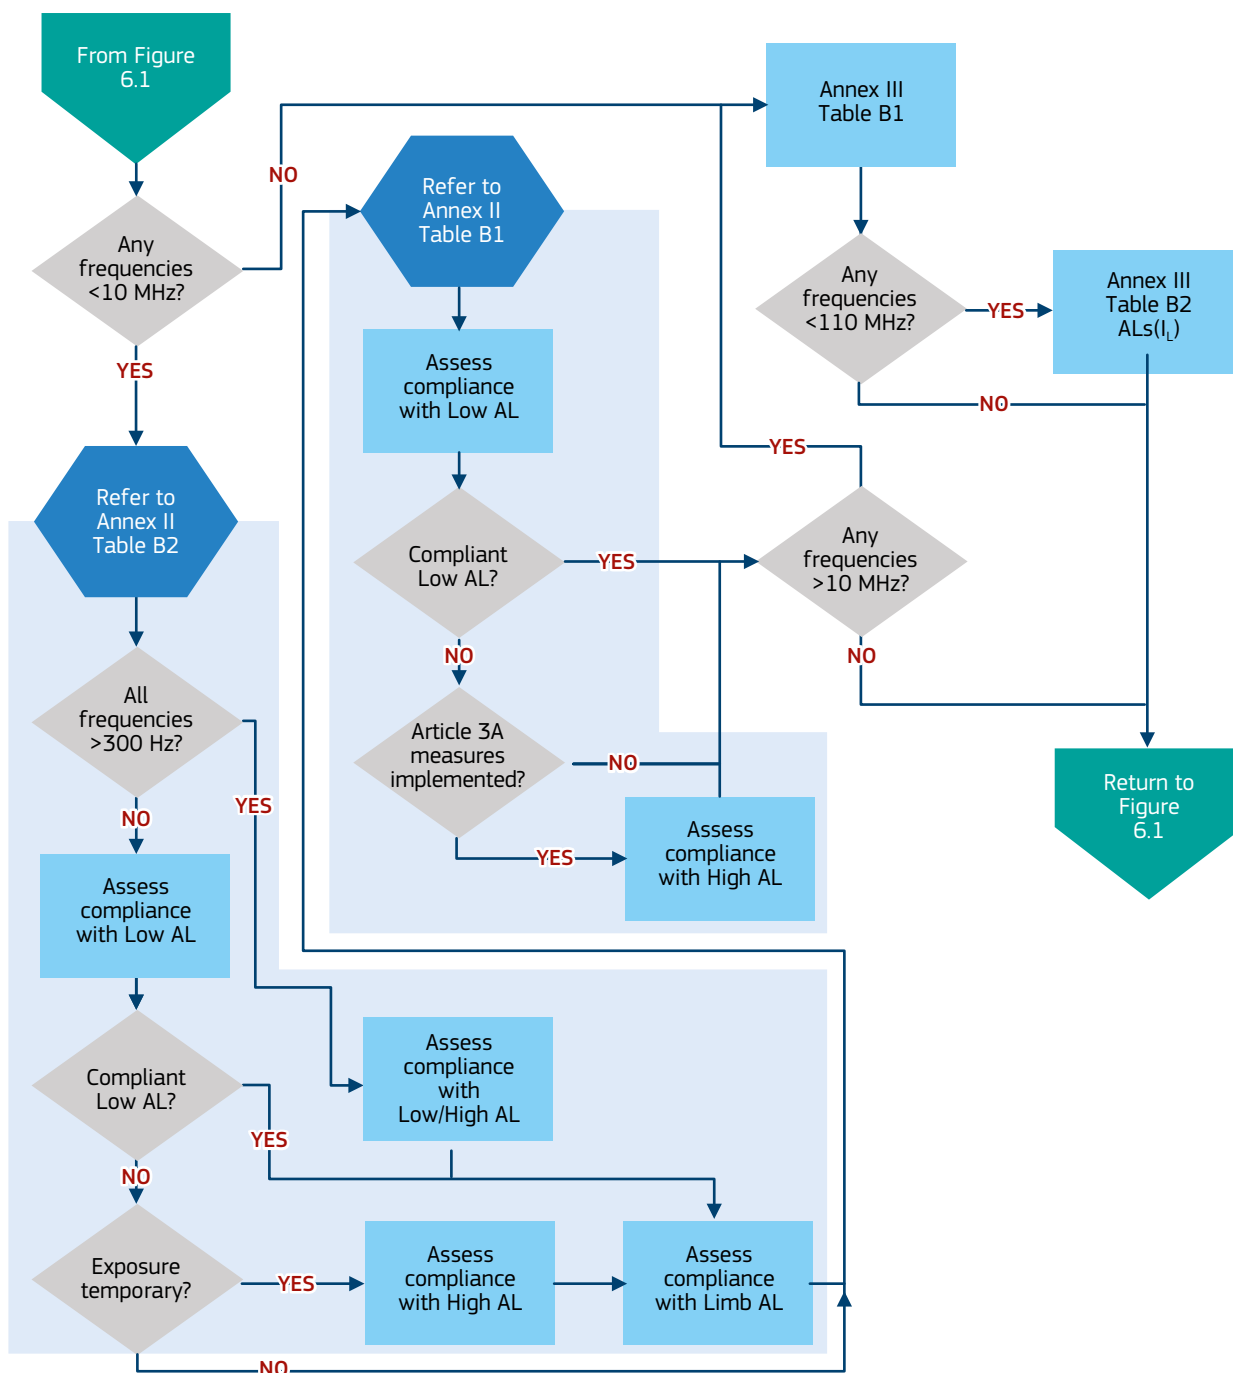 From Figure
6.1
Any
frequencies
<10 MHz?
NO
YES
Refer to
Annex II
Table B2
All
frequencies
>300 Hz?
YES
NO
Assess
compliance
with Low AL
Compliant
Low AL?
YES
NO
Exposure
temporary?
YES
NO
Assess
compliance
with
Low/High AL
Assess
compliance
with High AL
Assess
compliance
with Limb AL
Refer to
Annex II
Table B1
Assess
compliance
with Low AL
Compliant
Low AL?
YES
NO
Article 3A
measures
implemented?
NO
YES
Assess
compliance
with High AL
Any
frequencies
>10 MHz?
YES
NO
Annex III
Table B1
Any
frequencies
<110 MHz?
YES
NO
Annex III
Table B2
ALs(IL)
Return to
Figure
6.1